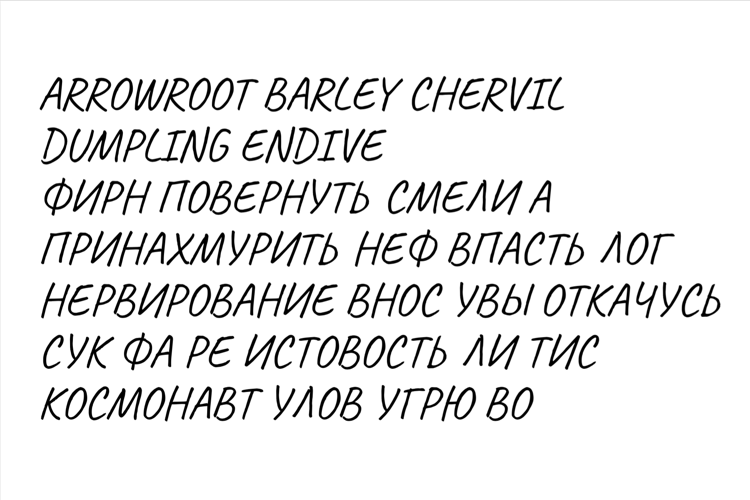 ARROWROOT BARLEY CHERVIL
DUMPLING ENDIVE
ФИРН ПОВЕРНУТЬ СМЕЛИ А
ПРИНАХМУРИТЬ НЕФ ВПАСТЬ ЛОГ
НЕРВИРОВАНИЕ ВНОС УВЫ ОТКАЧУСЬ
СУК ФА РЕ ИСТОВОСТЬ ЛИ ТИС
КОСМОНАВТ УЛОВ УГРЮ ВО